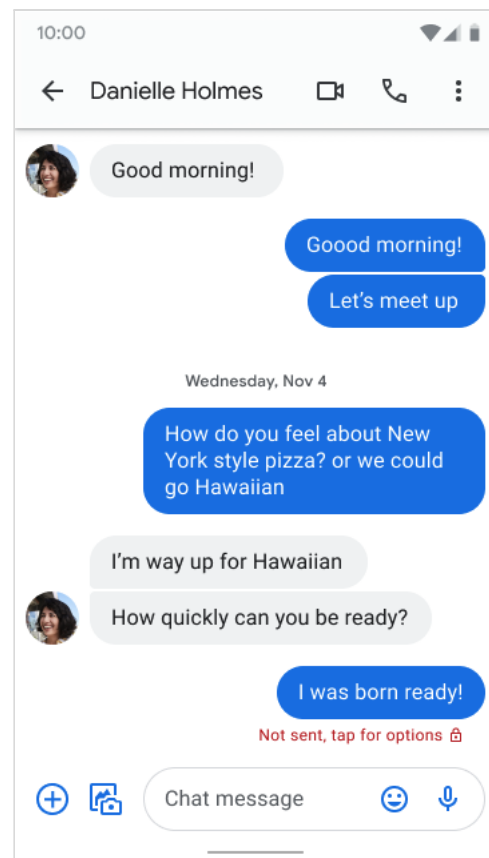 10:00
Danielle Holmes
Good morning!
Goood morning!
Let’s meet up
Wednesday, Nov 4
How do you feel about New
York style pizza? or we could
go Hawaiian
I’m way up for Hawaiian
How quickly can you be ready?
I was born ready!
Not sent, tap for options
Chat message